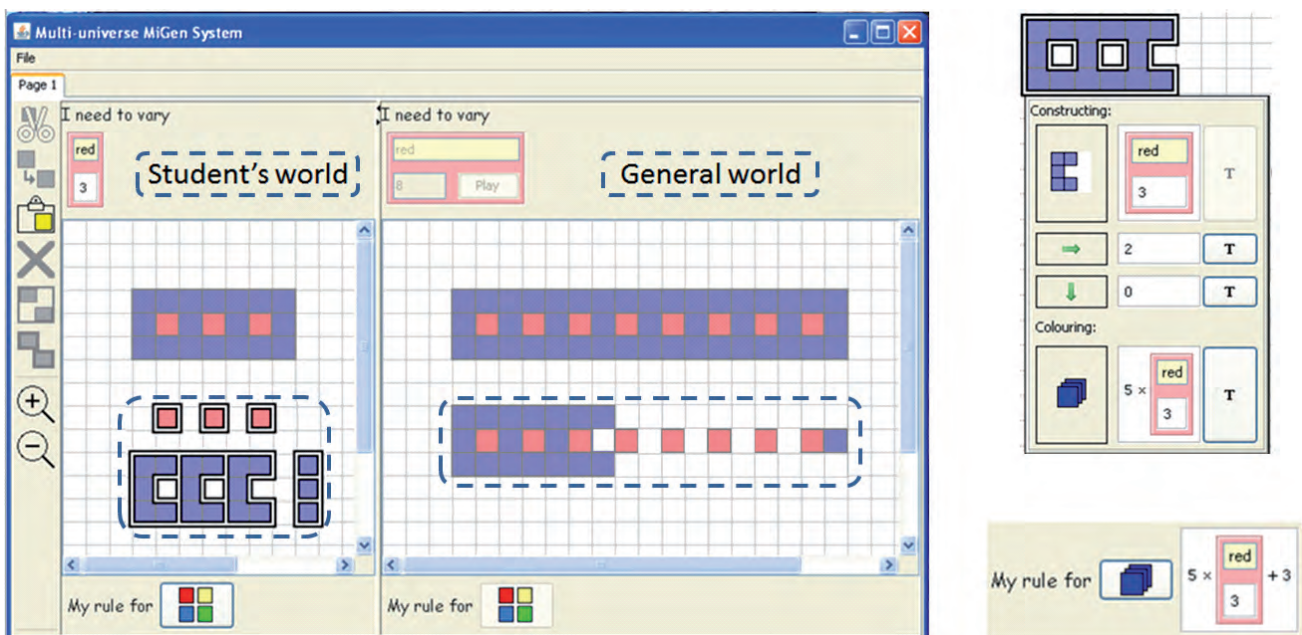 Multi-universe MiGen System
File
Page 1
I need to vary
red
3
Student's world
I need to vary
red
8
Play
General world
My rule for
My rule for
Constructing:
red
3
T
2
T
0
T
Colouring:
5 ×
red
3
T
My rule for
5 ×
red
3
+ 3